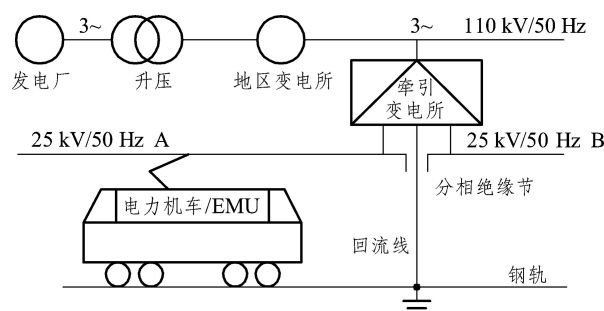 3~
3~
110 kV/50 Hz
发电厂
升压
地区变电所
牵引
变电所
25 kV/50 Hz A
25 kV/50 Hz B
分相绝缘节
电力机车/EMU
回流线
钢轨